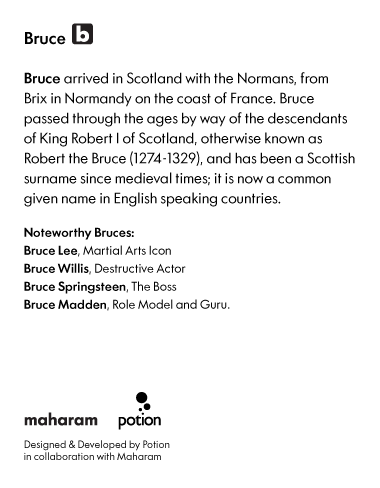 Bruce b
Bruce arrived in Scotland with the Normans, from
Brix in Normandy on the coast of France. Bruce
passed through the ages by way of the descendants
of King Robert I of Scotland, otherwise known as
Robert the Bruce (1274-1329), and has been a Scottish
surname since medieval times; it is now a common
given name in English speaking countries.
Noteworthy Bruces:
Bruce Lee, Martial Arts Icon
Bruce Willis, Destructive Actor
Bruce Springsteen, The Boss
Bruce Madden, Role Model and Guru.
maharam potion
Designed & Developed by Potion
in collaboration with Maharam